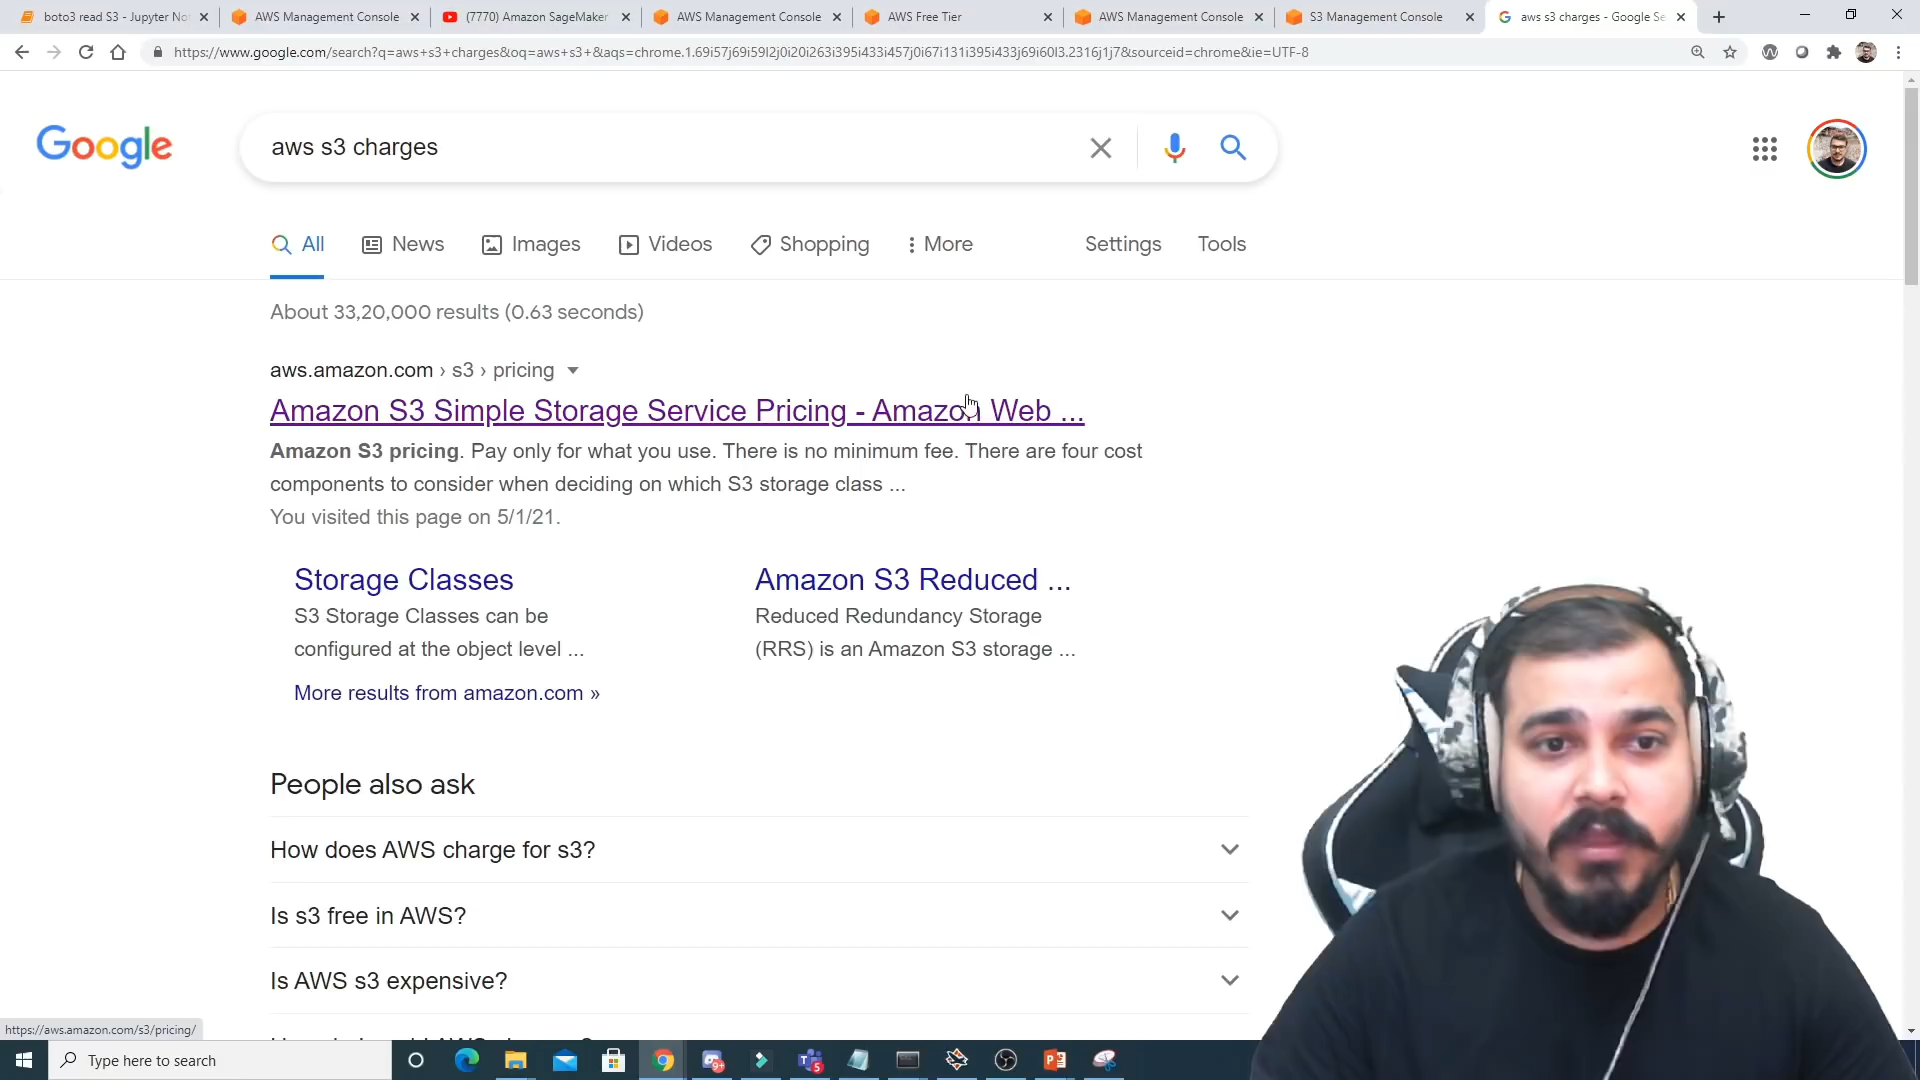 boto3 read S3 - Jupyter No
AWS Management Console
(7770) Amazon SageMaker
AWS Management Console
AWS Free Tier
AWS Management Console
S3 Management Console
aws s3 charges - Google Se
https://www.google.com/search?q=aws+s3+charges&oq=aws+s3+&aqs=chrome.1.69i57j69i59l2j0i20i263i395i433i457j0i67i131i395i433j69i60l3.2316j1j7&sourceid=chrome&ie=UTF-8
Google
aws s3 charges
All News Images Videos Shopping More Settings Tools
About 33,20,000 results (0.63 seconds)
aws.amazon.com › s3 › pricing
Amazon S3 Simple Storage Service Pricing - Amazon Web ...
Amazon S3 pricing. Pay only for what you use. There is no minimum fee. There are four cost
components to consider when deciding on which S3 storage class ...
You visited this page on 5/1/21.
Storage Classes
S3 Storage Classes can be
configured at the object level ...
Amazon S3 Reduced ...
Reduced Redundancy Storage
(RRS) is an Amazon S3 storage ...
More results from amazon.com »
People also ask
How does AWS charge for s3?
Is s3 free in AWS?
Is AWS s3 expensive?
https://aws.amazon.com/s3/pricing/
Type here to search